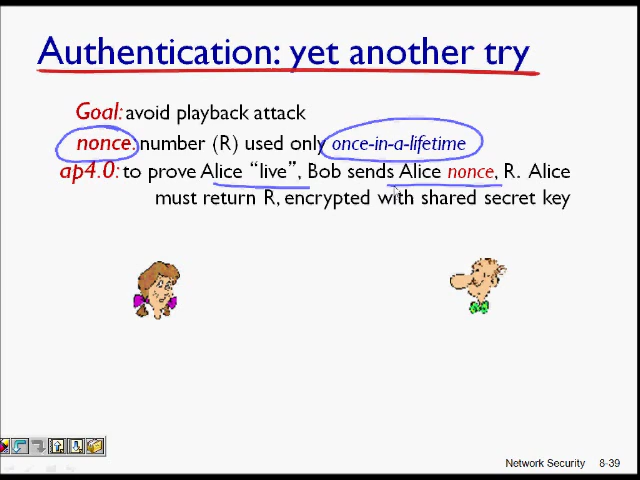 Authentication: yet another try
Goal: avoid playback attack
nonce: number (R) used only once-in-a-lifetime
ap4.0: to prove Alice “live”, Bob sends Alice nonce, R. Alice
must return R, encrypted with shared secret key
Network Security 8-39